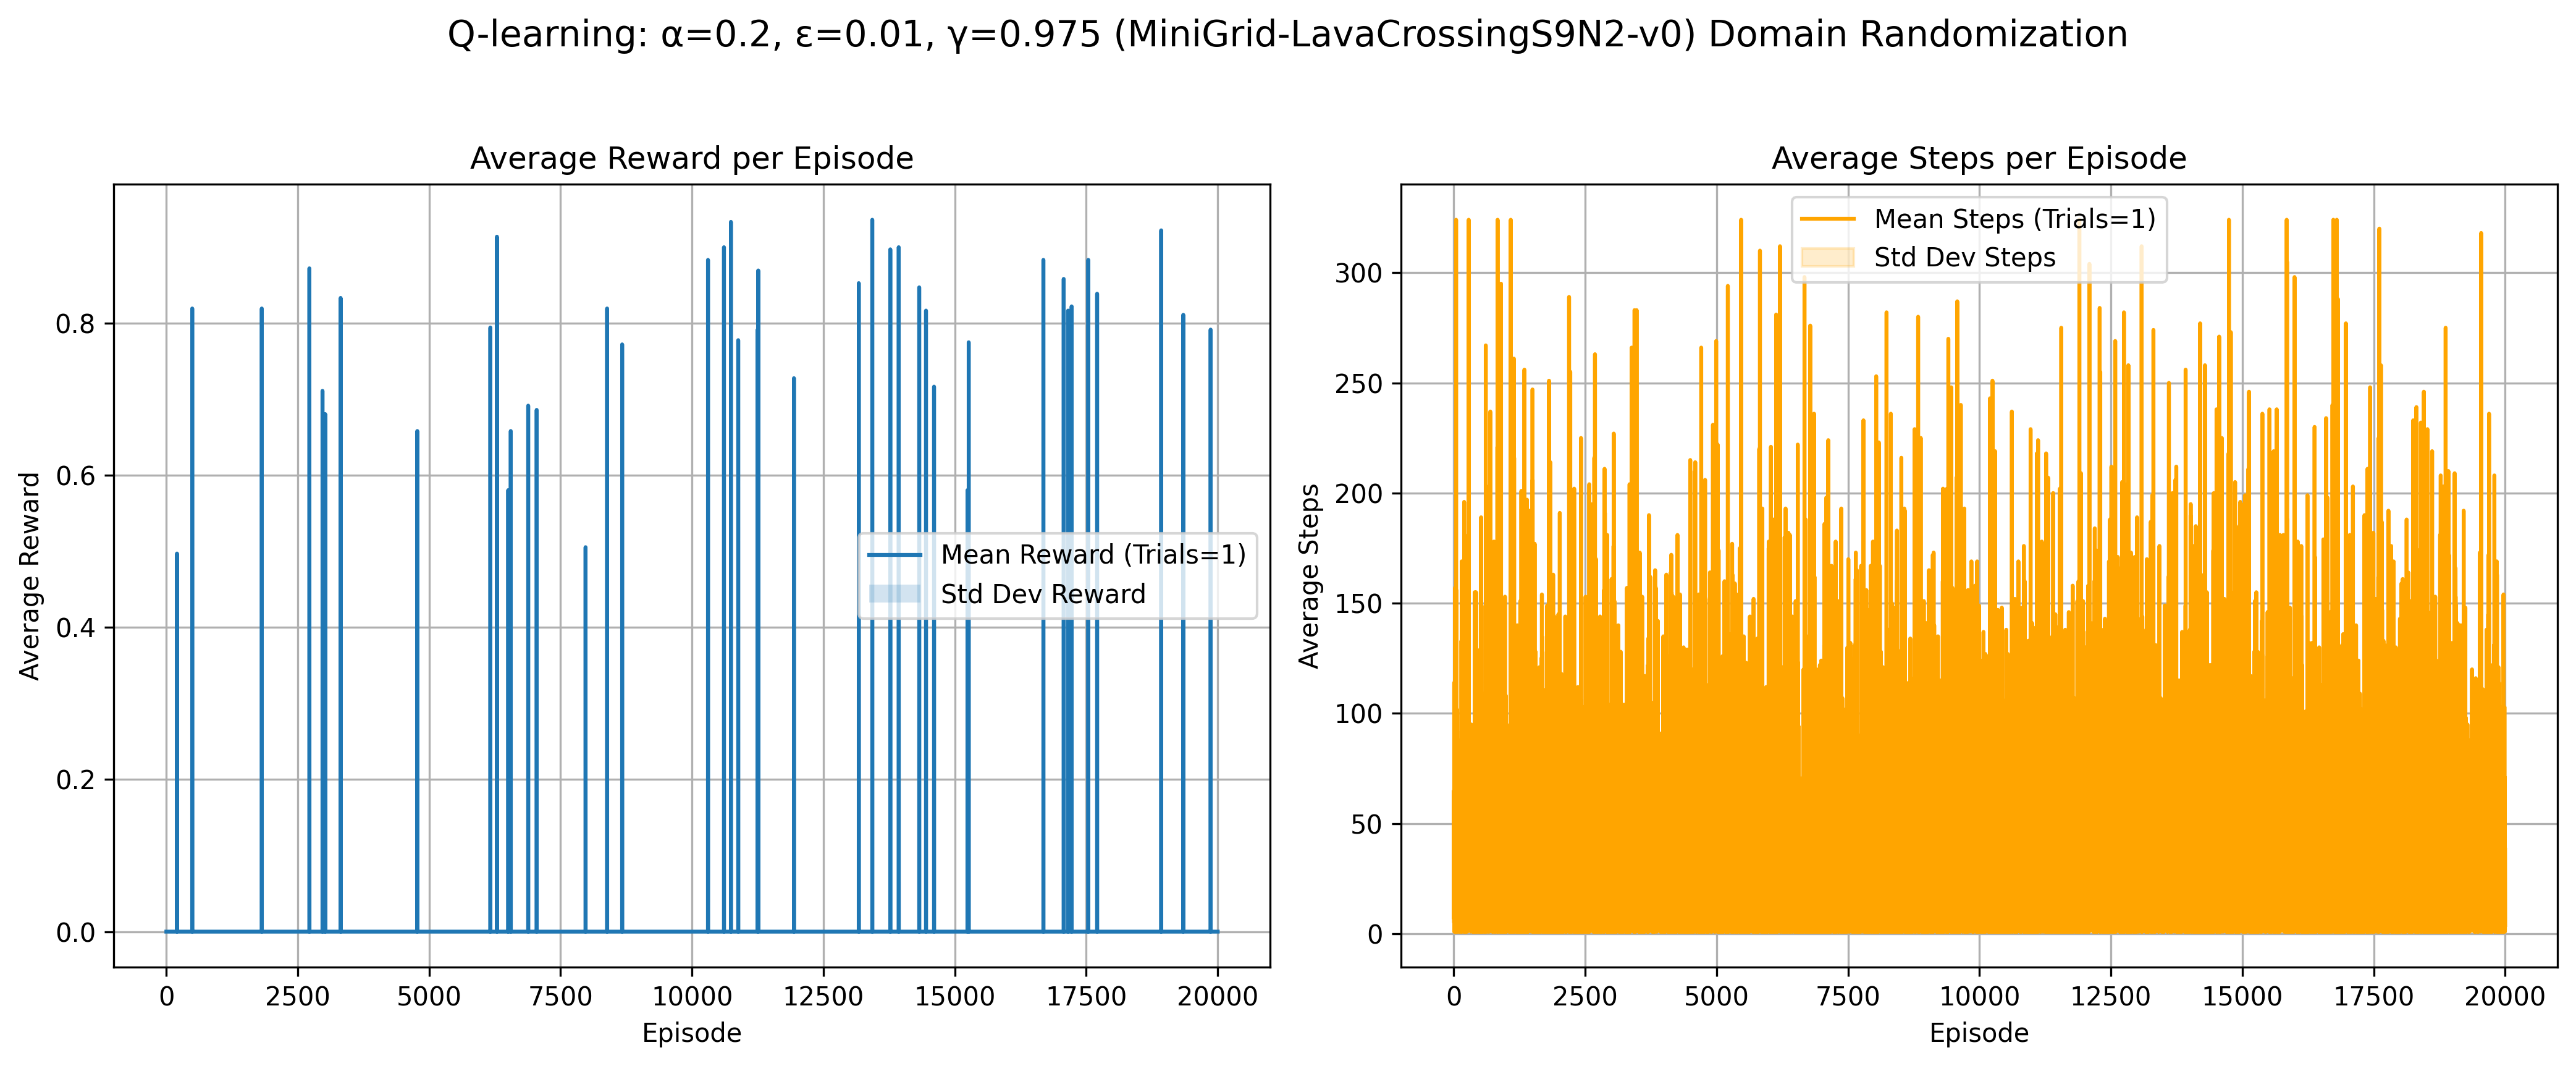 Q-learning: α=0.2, ε=0.01, γ=0.975 (MiniGrid-LavaCrossingS9N2-v0) Domain Randomization
Average Reward per Episode
Average Reward
0.8
0.6
0.4
0.2
0.0
Mean Reward (Trials=1)
Std Dev Reward
0 2500 5000 7500 10000 12500 15000 17500 20000
Episode
Average Steps per Episode
Average Steps
Mean Steps (Trials=1)
Std Dev Steps
300
250
200
150
100
50
0
0 2500 5000 7500 10000 12500 15000 17500 20000
Episode